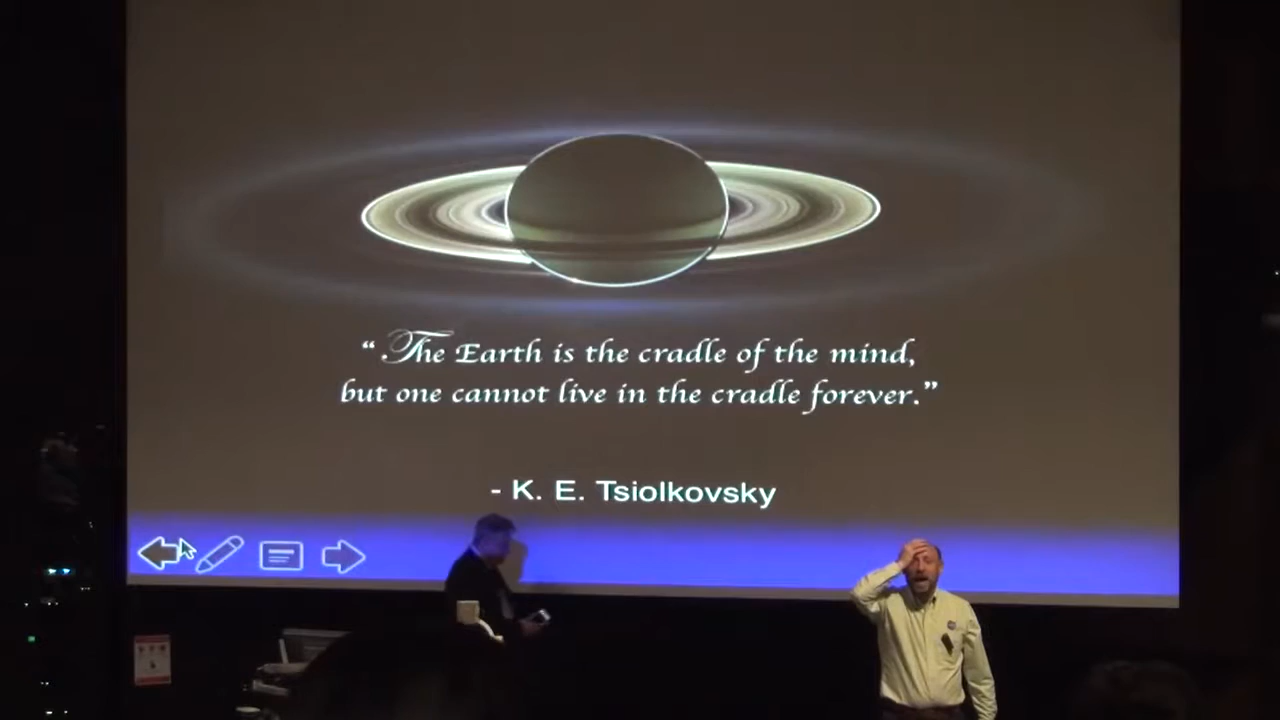 “The Earth is the cradle of the mind,
but one cannot live in the cradle forever.”
- K. E. Tsiolkovsky